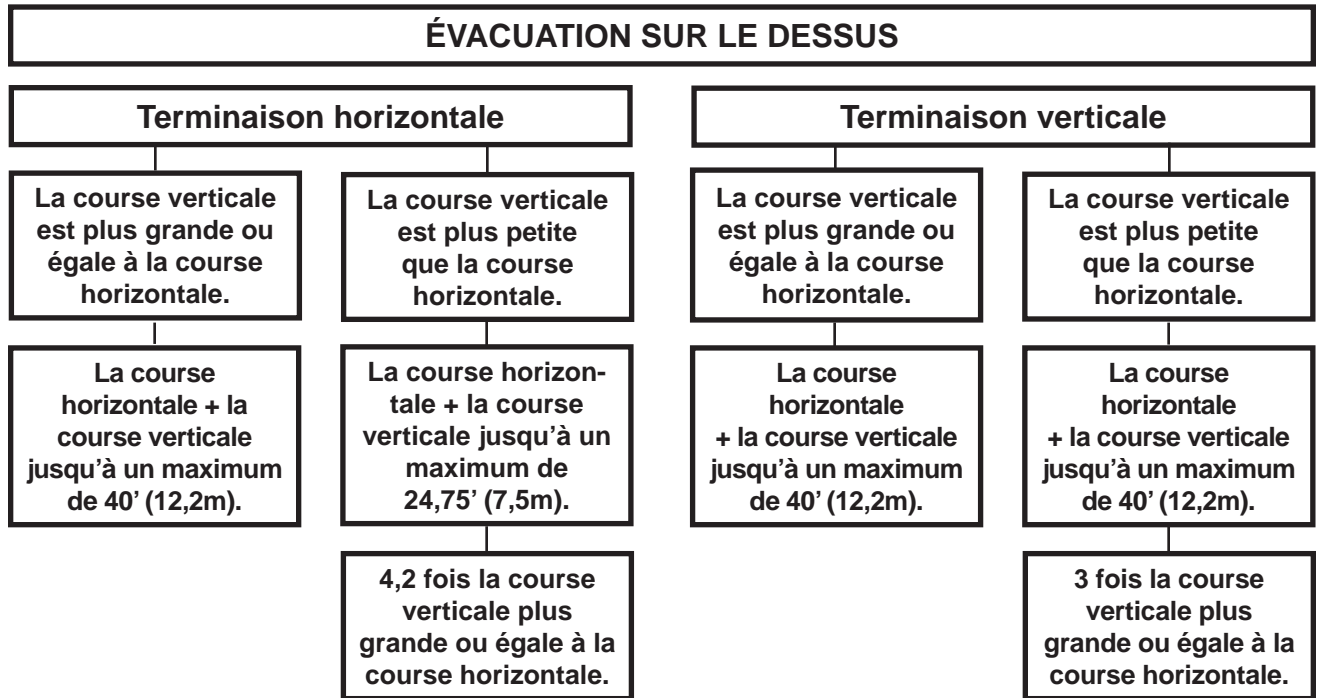 ÉVACUATION SUR LE DESSUS
Terminaison horizontale
La course verticale
est plus grande ou
égale à la course
horizontale.
La course
horizontale + la
course verticale
jusqu’à un maximum
de 40’ (12,2m).
La course verticale
est plus petite
que la course
horizontale.
La course horizon-
tale + la course
verticale jusqu’à un
maximum de
24,75’ (7,5m).
4,2 fois la course
verticale plus
grande ou égale à la
course horizontale.
Terminaison verticale
La course verticale
est plus grande ou
égale à la course
horizontale.
La course
horizontale
+ la course verticale
jusqu’à un maximum
de 40’ (12,2m).
La course verticale
est plus petite
que la course
horizontale.
La course
horizontale
+ la course verticale
jusqu’à un maximum
de 40’ (12,2m).
3 fois la course
verticale plus
grande ou égale à la
course horizontale.